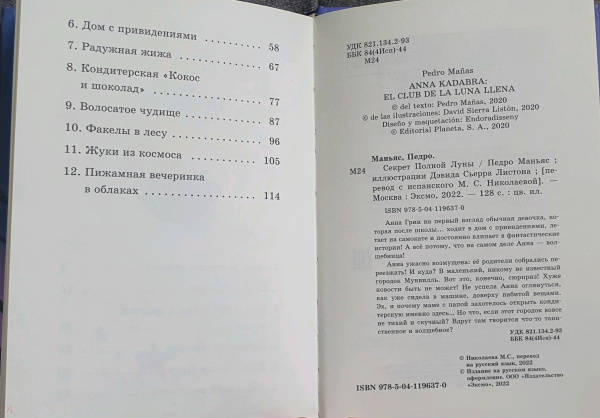 6. Дом с привидениями 58
7. Радужная жижа 67
8. Кондитерская «Кокос
и шоколад» 77
9. Волосатое чудище 87
10. Факелы в лесу 96
11. Жуки из космоса 105
12. Пижамная вечеринка
в облаках 114
УДК 821.134.2-93
ББК 84(4Исп)-44
М24
Pedro Mañas
ANNA KADABRA:
EL CLUB DE LA LUNA LLENA
© del texto: Pedro Mañas, 2020
© de las ilustraciones: David Sierra Listón, 2020
Diseño y maquetación: Endoradisseny
© Editorial Planeta, S. A., 2020
Маньяс, Педро.
М24 Секрет Полной Луны / Педро Маньяс ;
иллюстрации Дэвида Сьерра Листона ; [пе-
ревод с испанского М. С. Николаевой]. —
Москва : Эксмо, 2022. — 128 с. : цв. ил.
ISBN 978-5-04-119637-0
Анна Грин на первый взгляд обычная девочка, ко-
торая после школы... ходит в дом с привидениями, ле-
тает на самокате и постоянно влипает в фантастические
истории! А всё потому, что на самом деле Анна — вол-
шебница!
Анна ужасно возмущена: её родители собрались пе-
реезжать! И куда? В маленький, никому не известный
городок Мунвилль. Вот это, конечно, сюрприз! Хуже
новости быть не может! Не успела Анна оглянуться,
как уже сидела в машине, доверху набитой вещами.
Эх, и почему маме с папой захотелось открыть конди-
терскую именно здесь... Но что, если этот городок вовсе
не тихий и скучный? Вдруг там творится что-то таин-
ственное и волшебное?
УДК 821.134.2-93
ББК 84(4Исп)-44
© Николаева М.С., перевод
на русский язык, 2022
© Издание на русском языке,
оформление. ООО «Издательство
«Эксмо», 2022
ISBN 978-5-04-119637-0